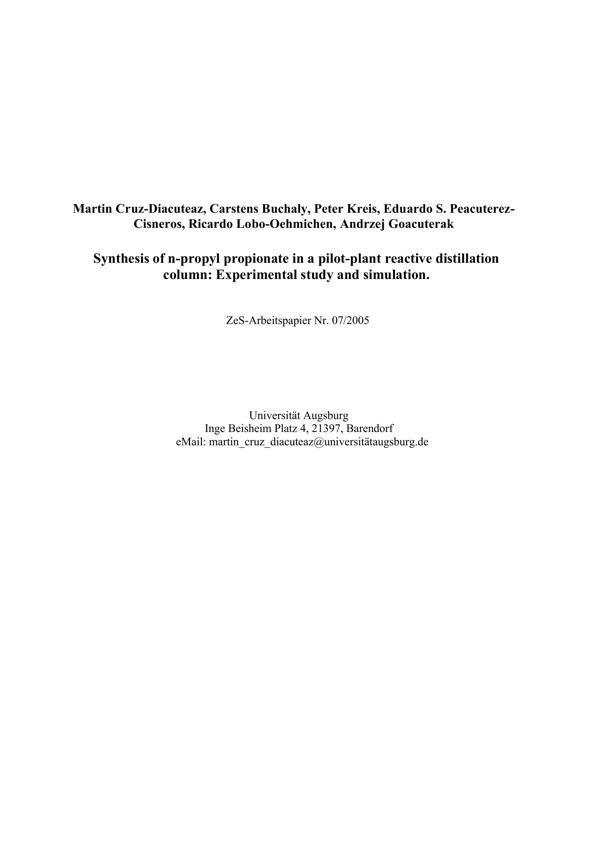 Martin Cruz-Diacuteaz, Carstens Buchaly, Peter Kreis, Eduardo S. Peacuterez-
Cisneros, Ricardo Lobo-Oehmichen, Andrzej Goacuterak
Synthesis of n-propyl propionate in a pilot-plant reactive distillation
column: Experimental study and simulation.
ZeS-Arbeitspapier Nr. 07/2005
Universität Augsburg
Inge Beisheim Platz 4, 21397, Barendorf
eMail: martin_cruz_diacuteaz@universitätaugsburg.de